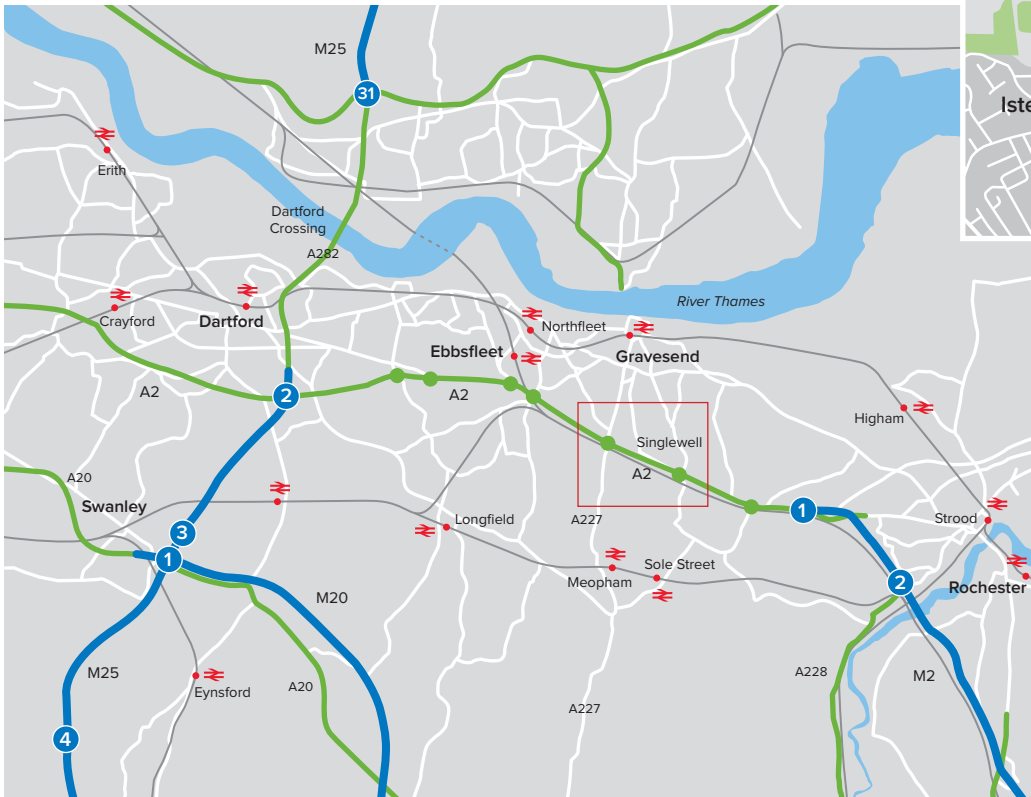 M25
31
Iste
Erith
Dartford
Crossing
A282
River Thames
Crayford
Dartford
Northfleet
Ebbsfleet
Gravesend
A2
2
A2
Higham
Singlewell
A2
A20
Swanley
3
1
Longfield
A227
1
Strood
Meopham
Sole Street
2
Rochester
M20
M25
Eynsford
A20
A228
M2
A227
4